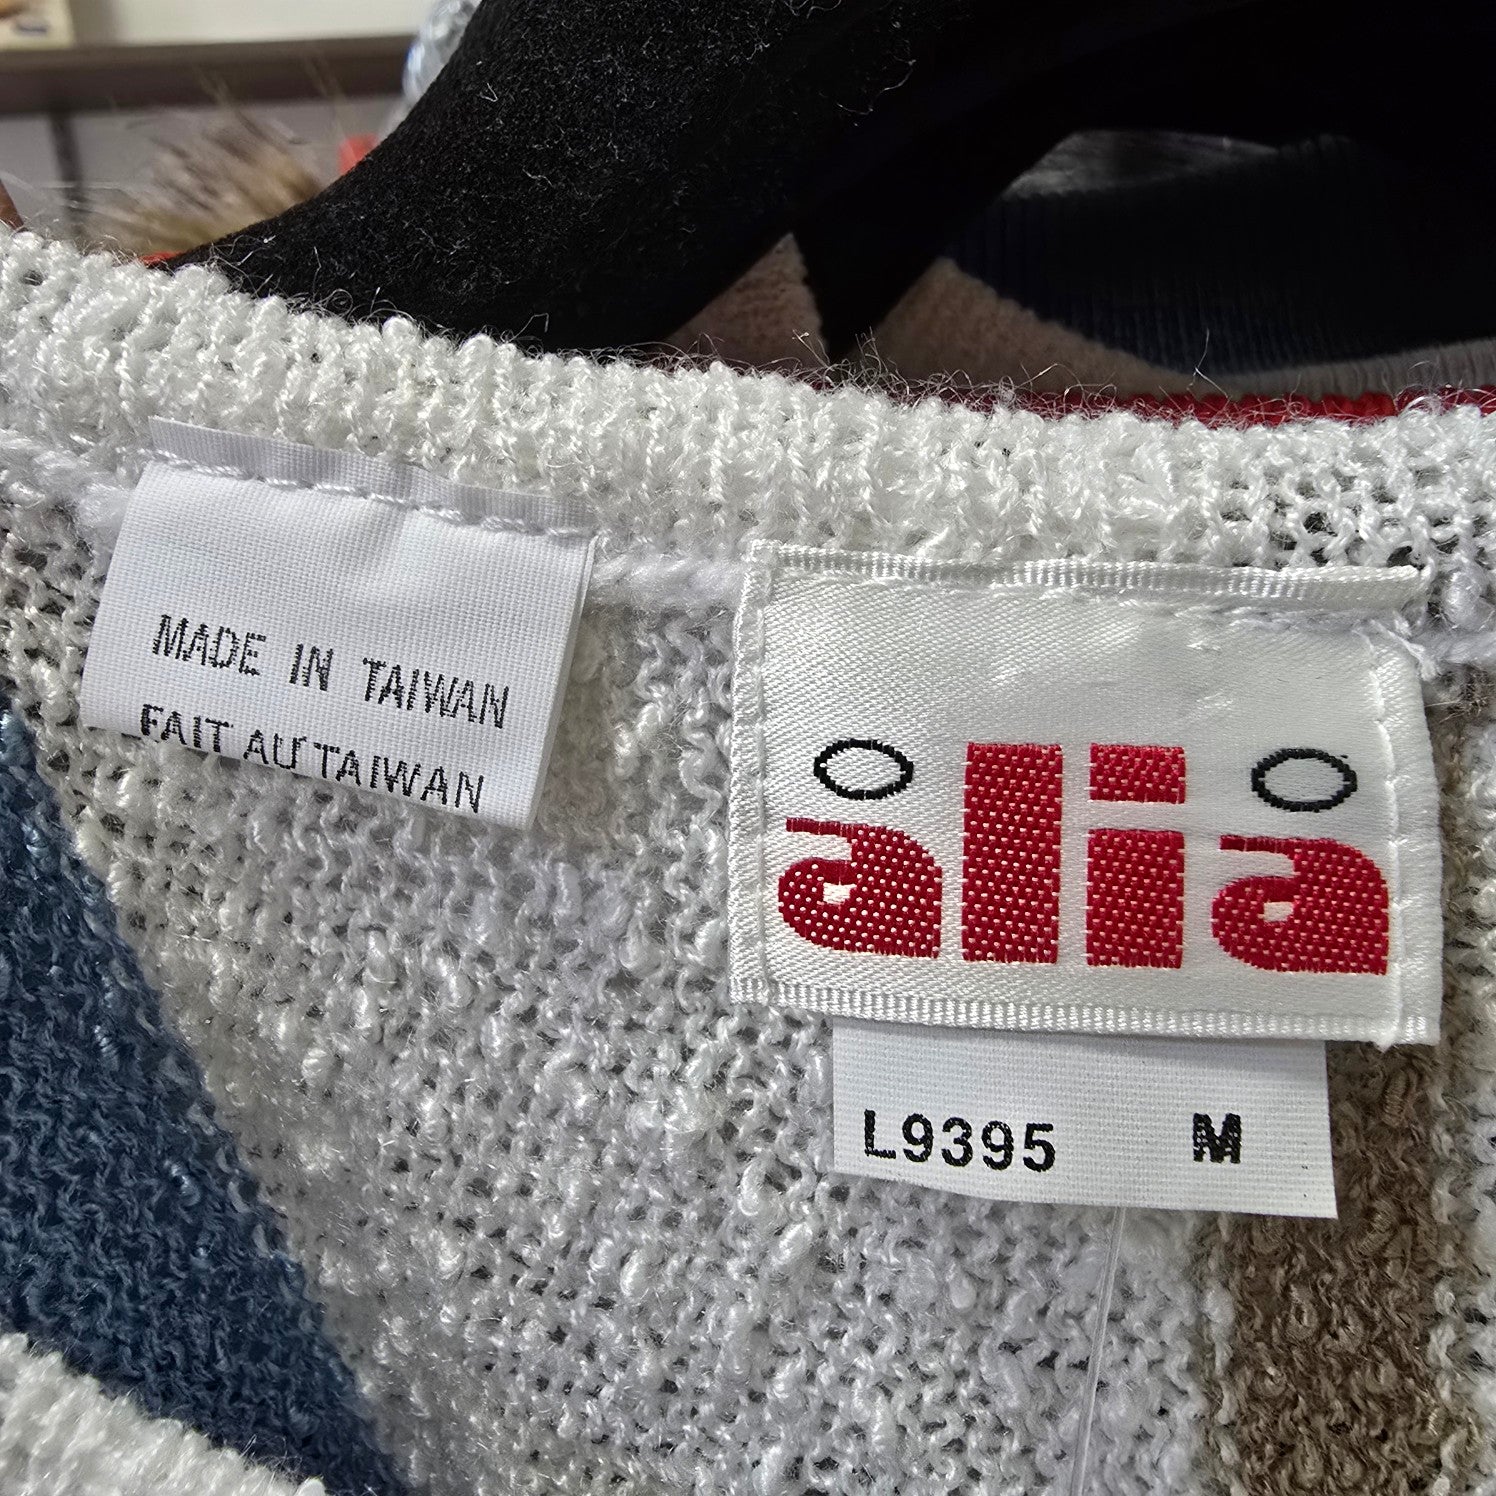 MADE IN TAIWAN
FAIT AU TAIWAN
alia
L9395 M